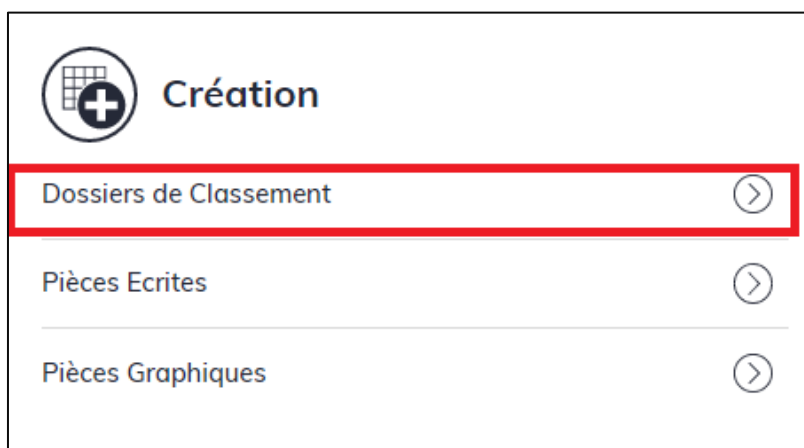 Création
Dossiers de Classement
Pièces Ecrites
Pièces Graphiques